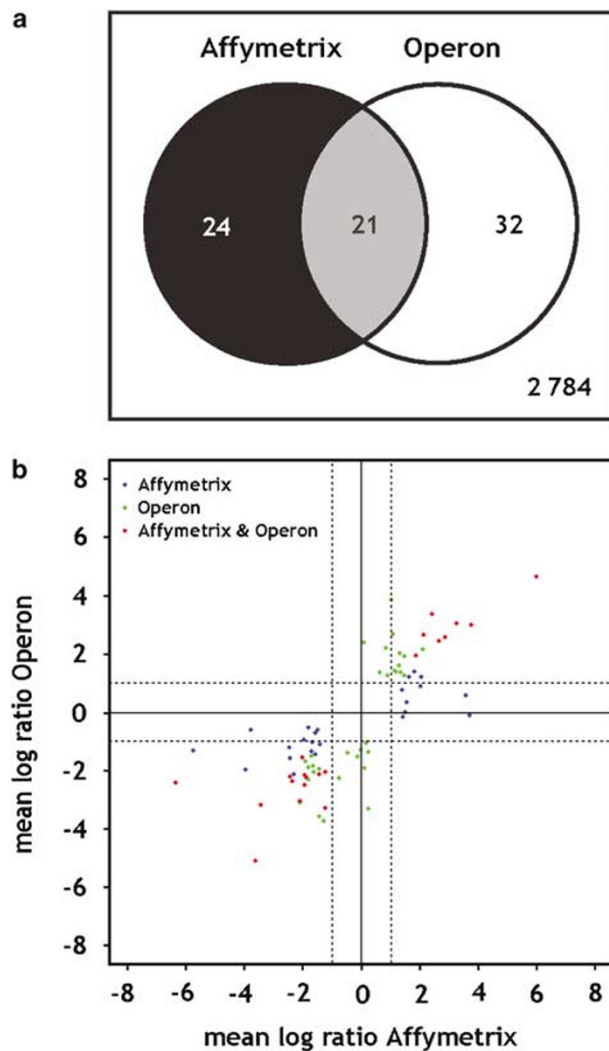 a
Affymetrix Operon
24 21 32
2 784
b
Affymetrix
Operon
Affymetrix & Operon
8
6
4
2
0
-2
-4
-6
-8
mean log ratio Operon
-8 -6 -4 -2 0 2 4 6 8
mean log ratio Affymetrix